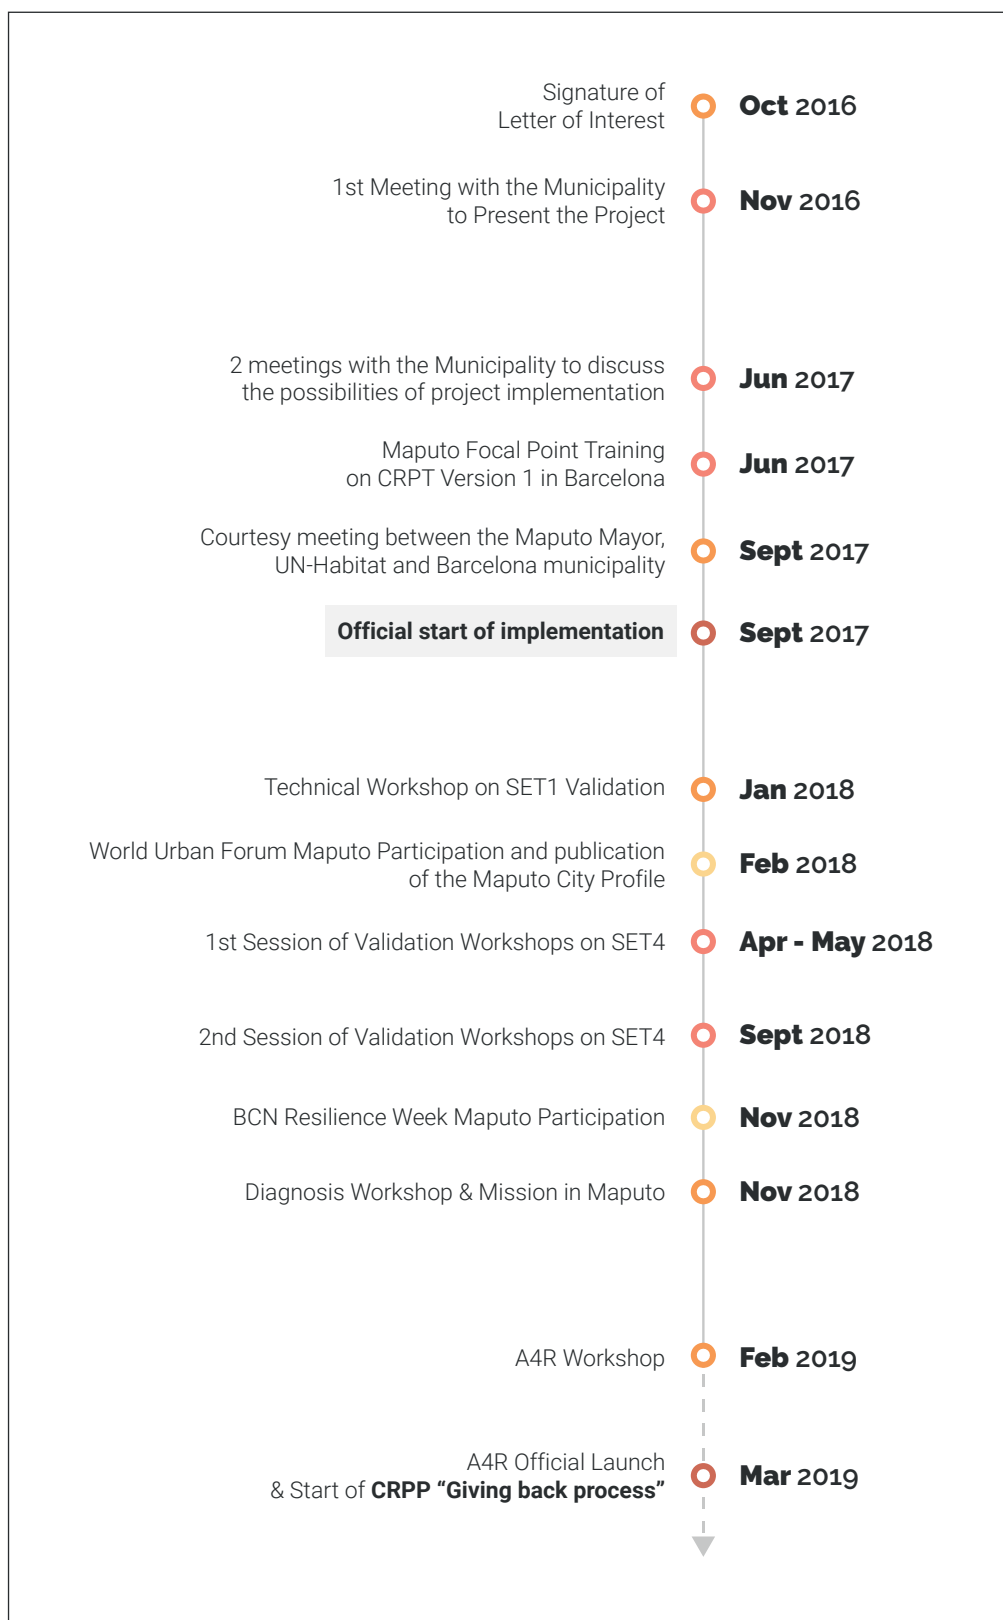 Signature of
Letter of Interest
Oct 2016
1st Meeting with the Municipality
to Present the Project
Nov 2016
2 meetings with the Municipality to discuss
the possibilities of project implementation
Jun 2017
Maputo Focal Point Training
on CRPT Version 1 in Barcelona
Jun 2017
Courtesy meeting between the Maputo Mayor,
UN-Habitat and Barcelona municipality
Sept 2017
Official start of implementation
Sept 2017
Technical Workshop on SET1 Validation
Jan 2018
World Urban Forum Maputo Participation and publication
of the Maputo City Profile
Feb 2018
1st Session of Validation Workshops on SET4
Apr - May 2018
2nd Session of Validation Workshops on SET4
Sept 2018
BCN Resilience Week Maputo Participation
Nov 2018
Diagnosis Workshop & Mission in Maputo
Nov 2018
A4R Workshop
Feb 2019
A4R Official Launch
& Start of CRPP “Giving back process”
Mar 2019